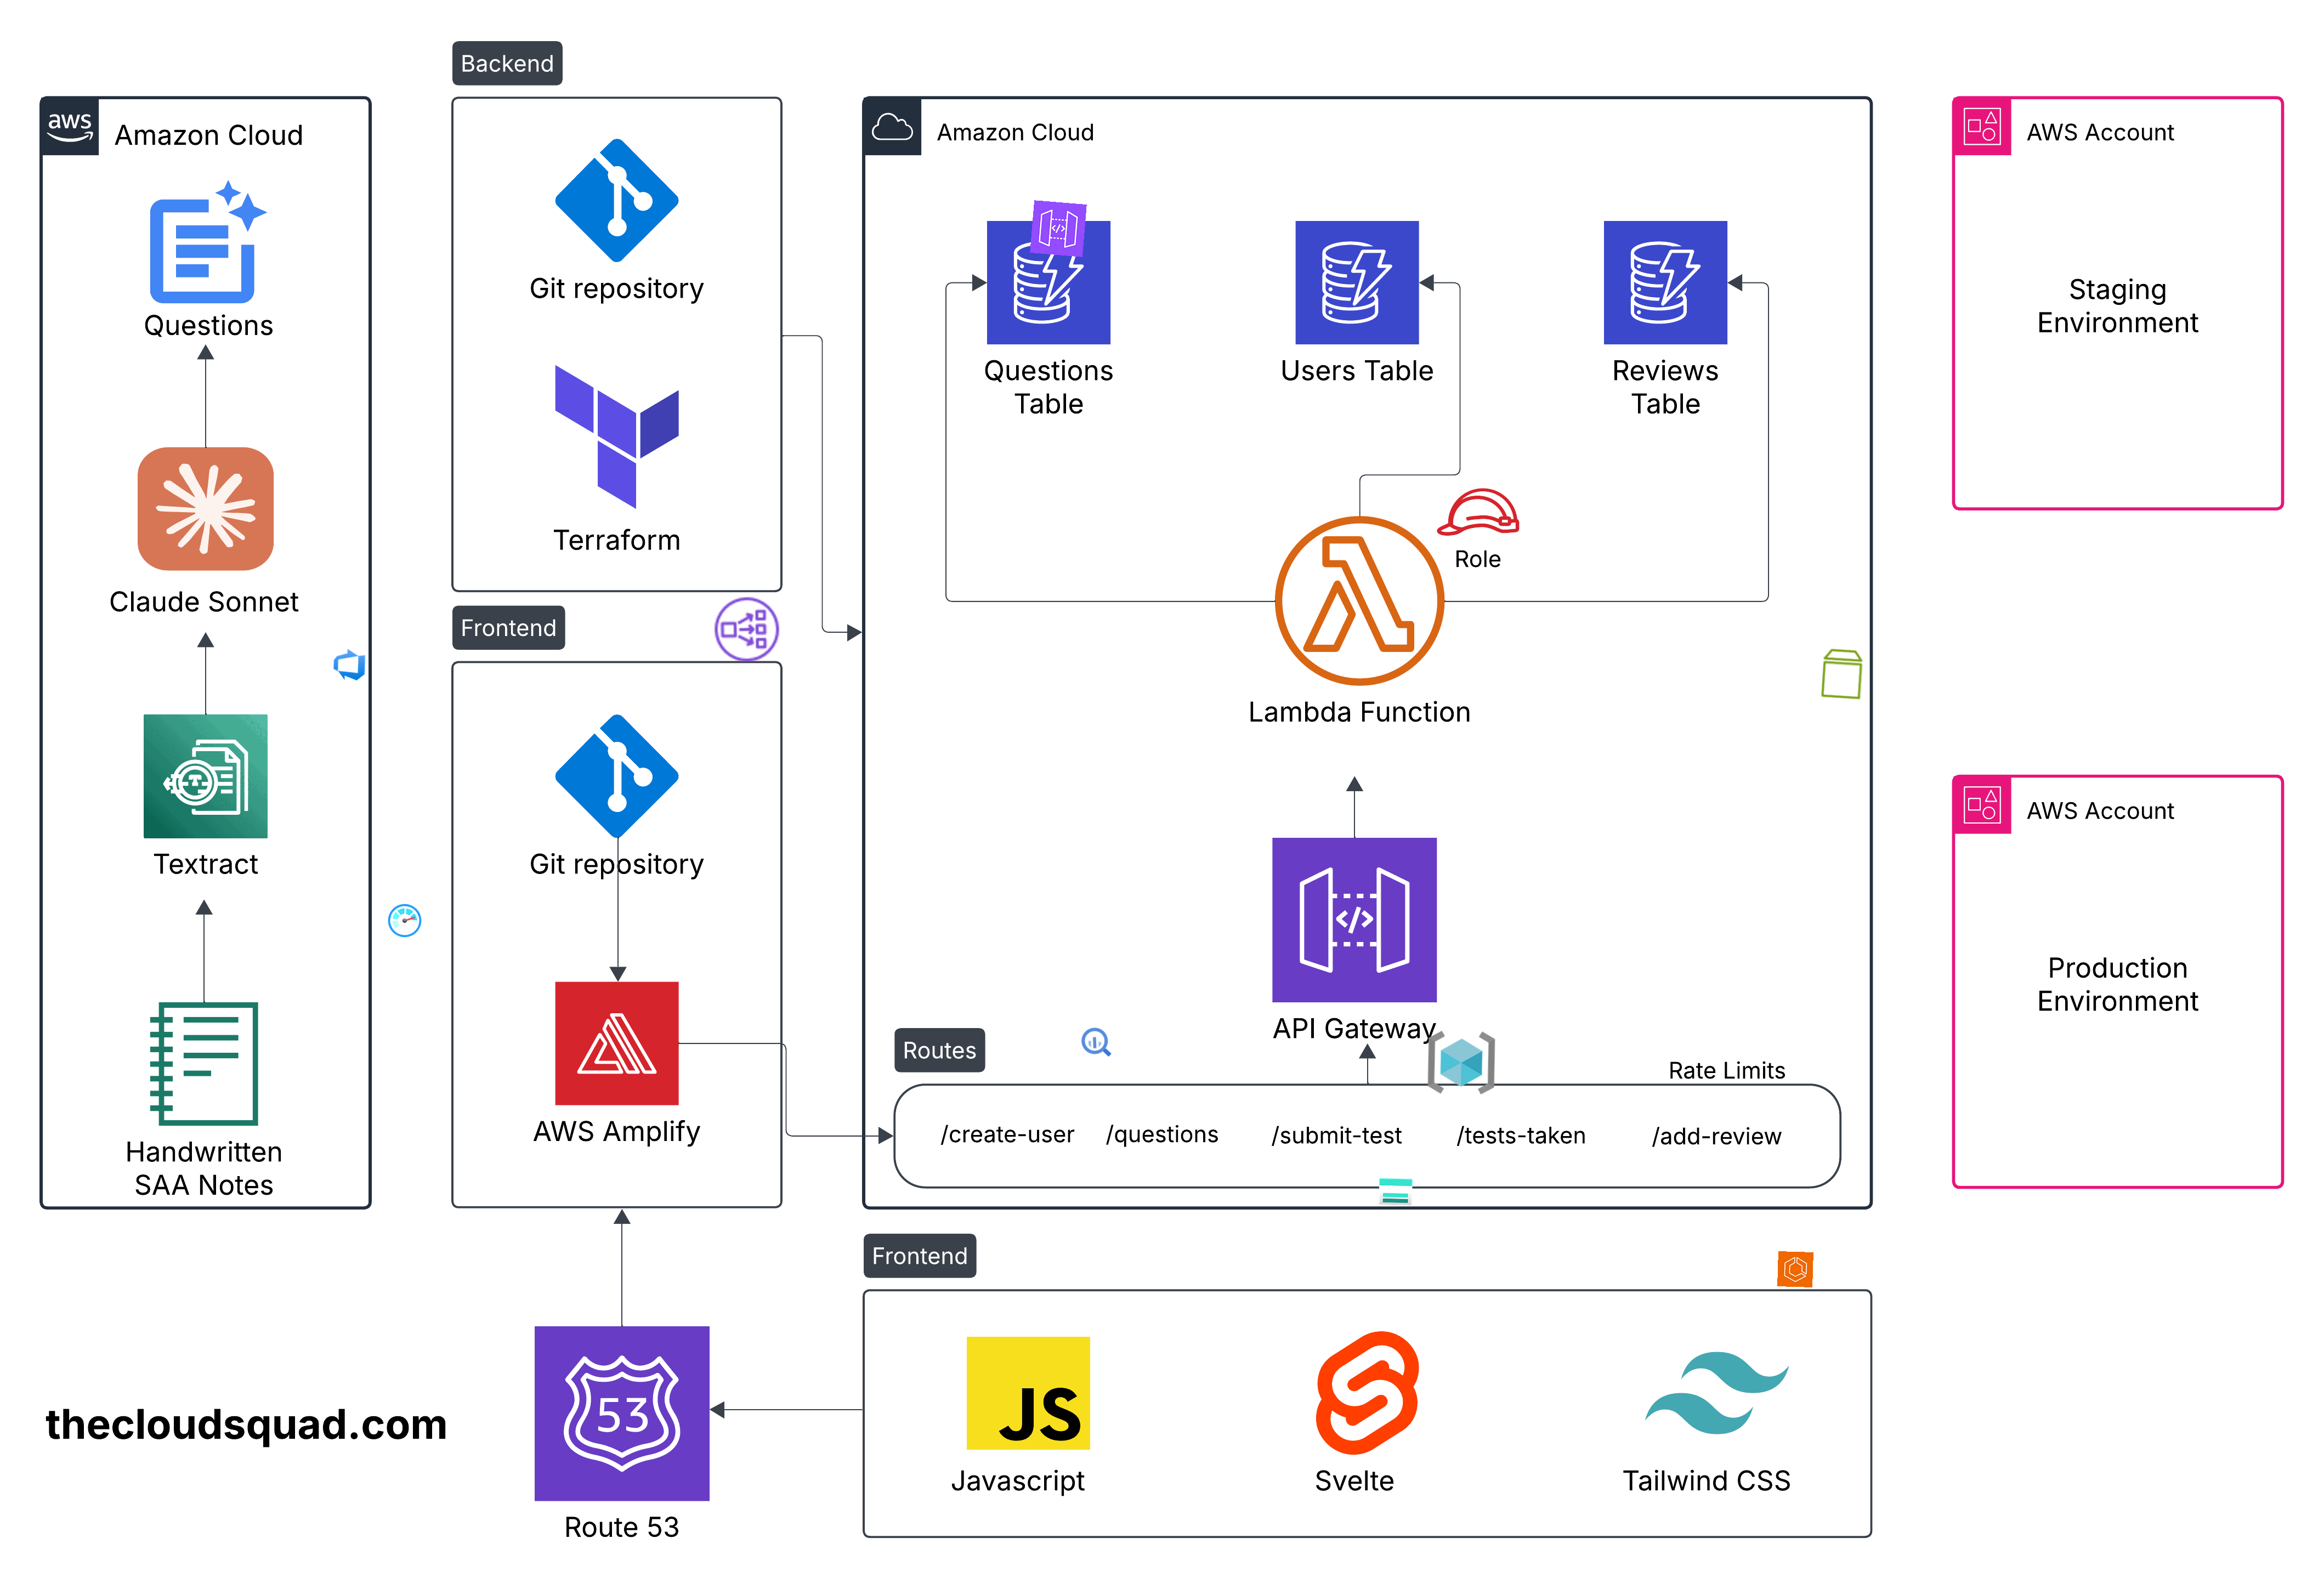 Backend
aws
Amazon Cloud
Questions
Claude Sonnet
Textract
Handwritten
SAA Notes
Git repository
Terraform
Frontend
Git repository
AWS Amplify
Amazon Cloud
Questions
Table
Users Table
Reviews
Table
Role
Lambda Function
API Gateway
Routes
Rate Limits
/create-user
/questions
/submit-test
/tests-taken
/add-review
AWS Account
Staging
Environment
AWS Account
Production
Environment
Frontend
JS
Javascript
Svelte
Tailwind CSS
53
Route 53
thecloudsquad.com